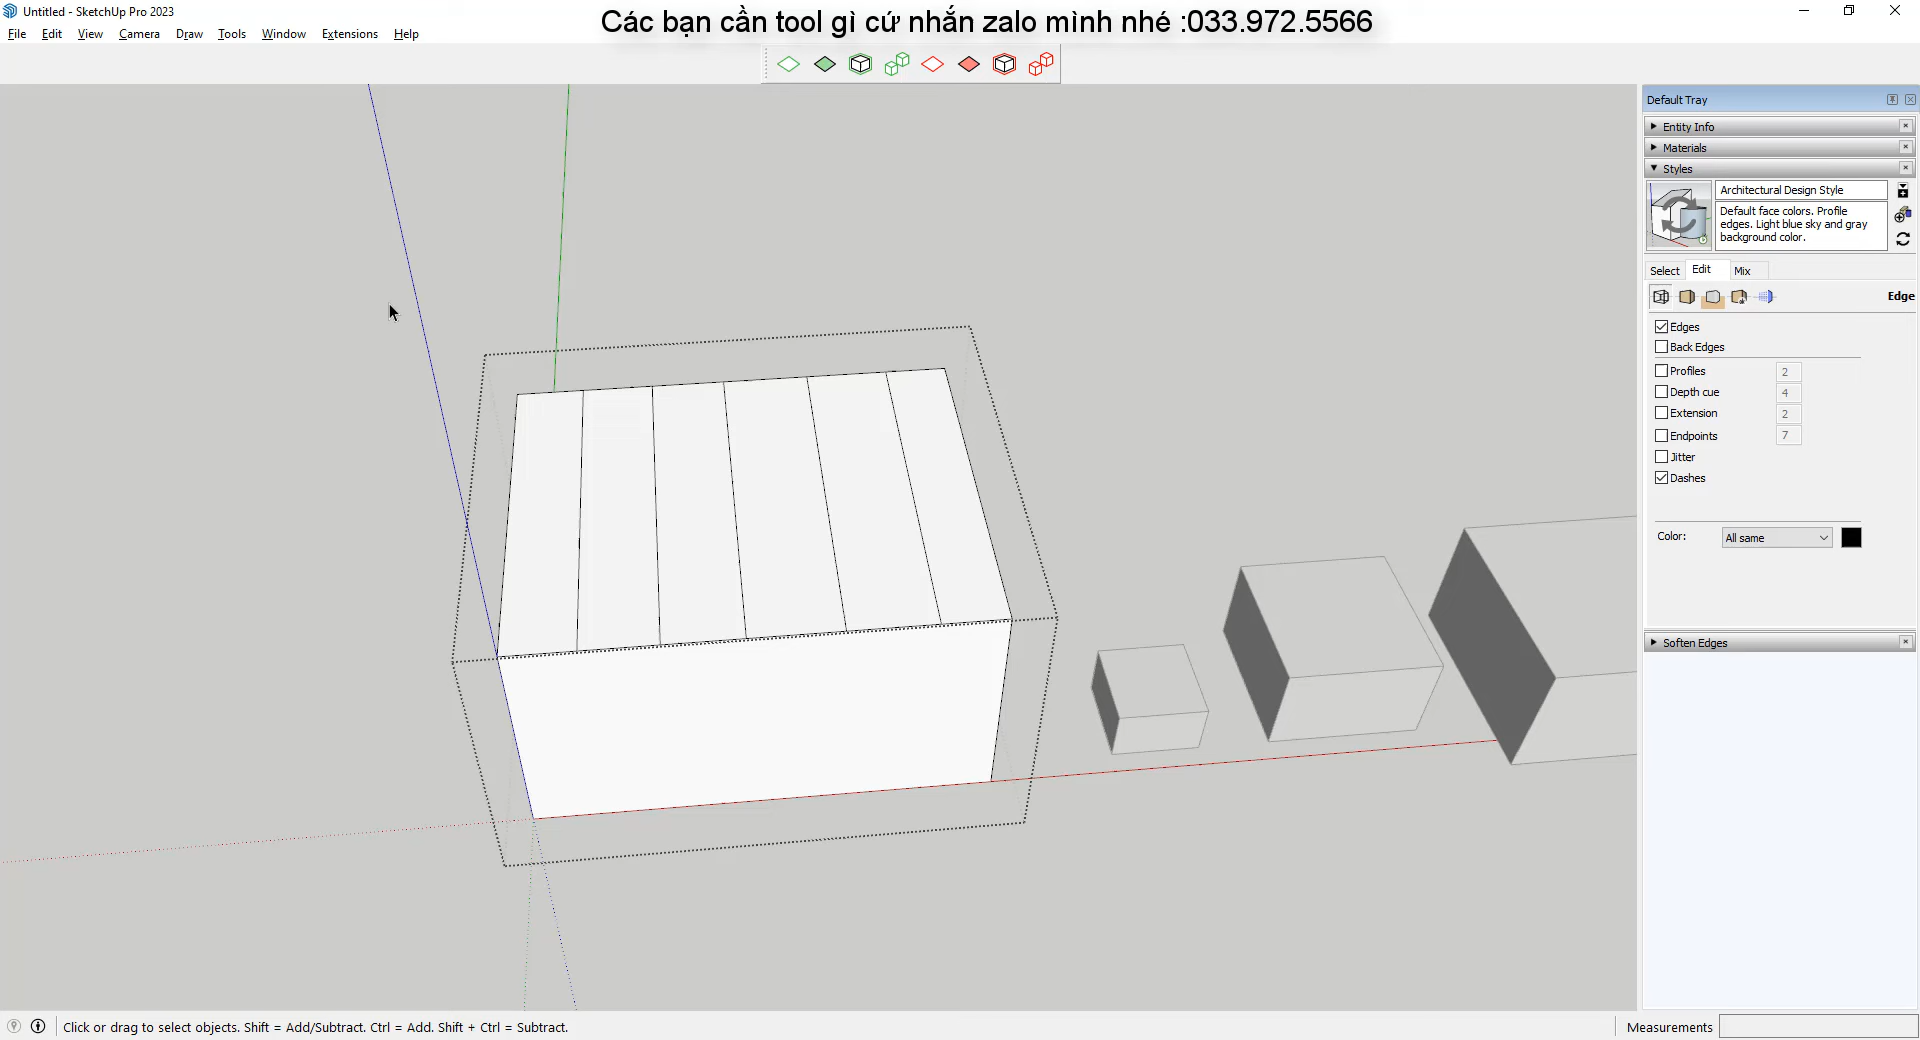 Untitled - SketchUp Pro 2023
Các bạn cần tool gì cứ nhắn zalo mình nhé :033.972.5566
File Edit View Camera Draw Tools Window Extensions Help
Default Tray
Entity Info
Materials
Styles
Architectural Design Style
Default face colors. Profile
edges. Light blue sky and gray
background color.
Select Edit Mix
Edge
Edges
Back Edges
Profiles 2
Depth cue 4
Extension 2
Endpoints 7
Jitter
Dashes
Color: All same
Soften Edges
Click or drag to select objects. Shift = Add/Subtract. Ctrl = Add. Shift + Ctrl = Subtract.
Measurements